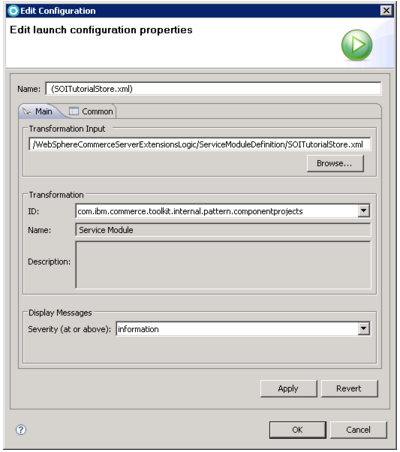 Edit Configuration
Edit launch configuration properties
Name: (SOITutorialStore.xml)
Main Common
Transformation Input
/WebSphereCommerceServerExtensionsLogic/ServiceModuleDefinition/SOITutorialStore.xml
Browse...
Transformation
ID: com.ibm.commerce.toolkit.internal.pattern.componentprojects
Name: Service Module
Description:
Display Messages
Severity (at or above): information
Apply Revert
OK Cancel